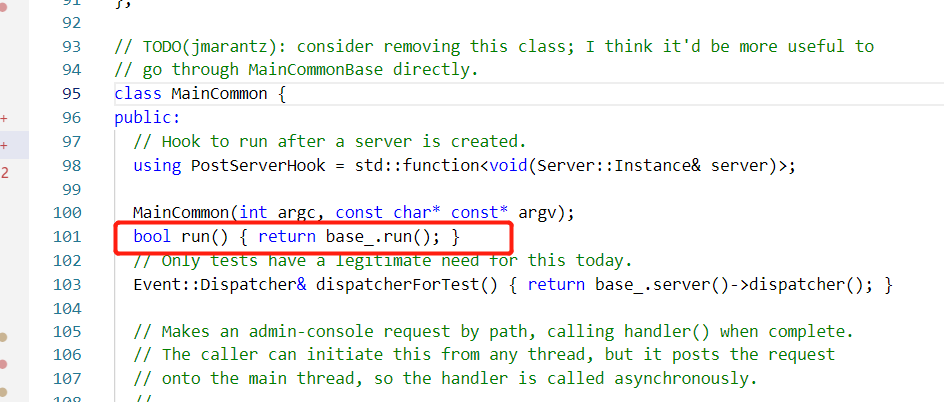 91 };
92
93 // TODO(jmarantz): consider removing this class; I think it'd be more useful to
94 // go through MainCommonBase directly.
95 class MainCommon {
+ 96 public:
+ 97 // Hook to run after a server is created.
2 98 using PostServerHook = std::function<void(Server::Instance& server)>;
99
100 MainCommon(int argc, const char* const* argv);
101 bool run() { return base_.run(); }
102 // Only tests have a legitimate need for this today.
103 Event::Dispatcher& dispatcherForTest() { return base_.server()->dispatcher(); }
104
105 // Makes an admin-console request by path, calling handler() when complete.
106 // The caller can initiate this from any thread, but it posts the request
107 // onto the main thread, so the handler is called asynchronously.
108 //